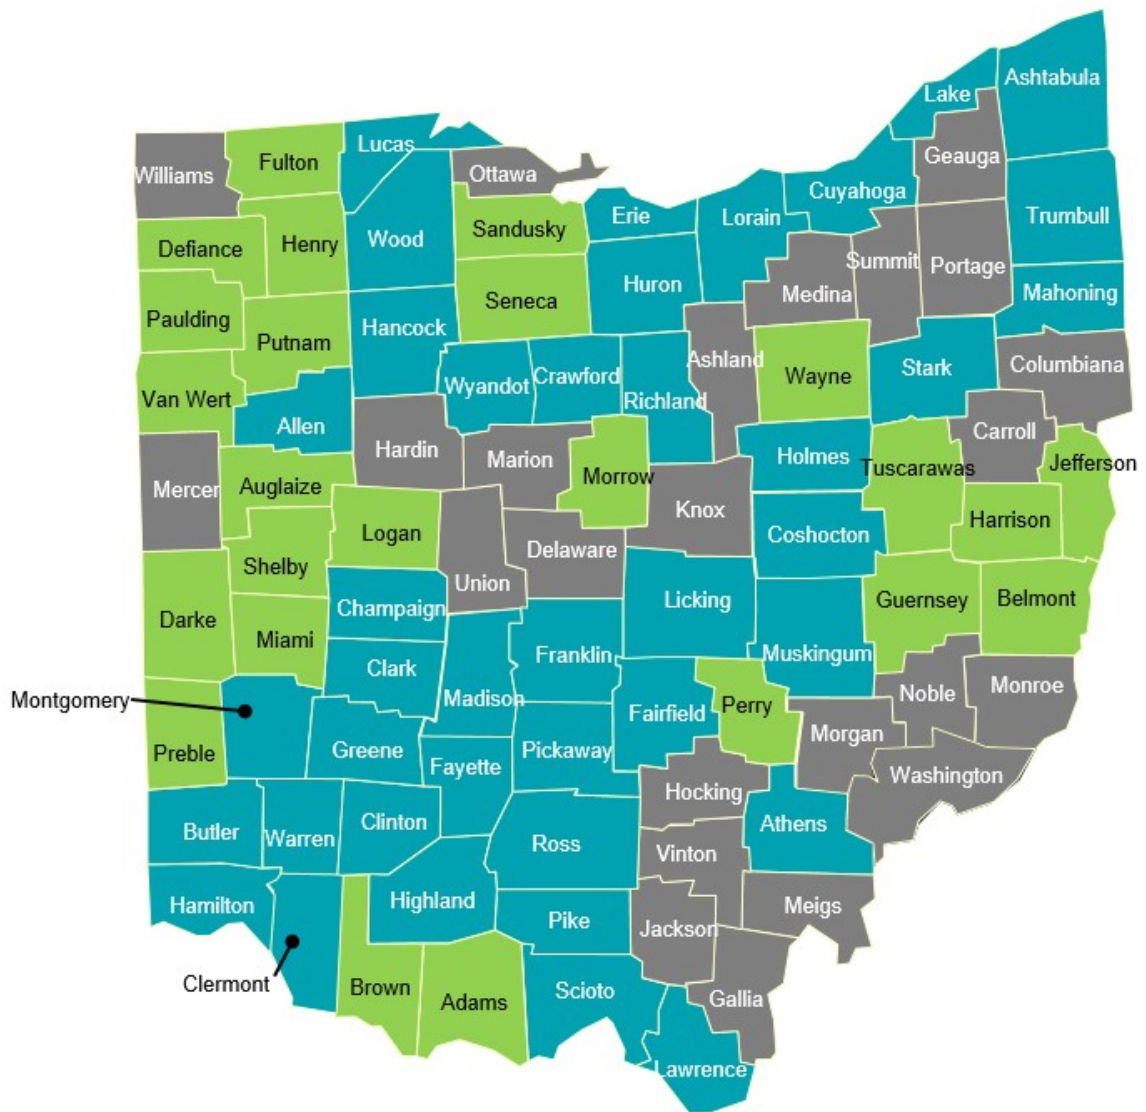 Ashtabula
Lake
Geauga
Lucas
Fulton
Williams
Ottawa
Cuyahoga
Erie
Lorain
Trumbull
Sandusky
Wood
Henry
Defiance
Summit
Portage
Huron
Medina
Mahoning
Seneca
Paulding
Hancock
Putnam
Ashland
Columbiana
Stark
Wayne
Crawford
Wyandot
Richland
Van Wert
Allen
Carroll
Hardin
Marion
Holmes
Tuscarawas
Jefferson
Morrow
Mercer
Auglaize
Knox
Harrison
Logan
Coshocton
Delaware
Shelby
Union
Belmont
Guernsey
Licking
Champaign
Darke
Miami
Muskingum
Franklin
Clark
Monroe
Noble
Madison
Montgomery
Perry
Fairfield
Morgan
Preble
Greene
Pickaway
Fayette
Washington
Hocking
Clinton
Athens
Butler
Warren
Ross
Vinton
Highland
Hamilton
Meigs
Pike
Jackson
Clermont
Brown
Adams
Scioto
Gallia
Lawrence